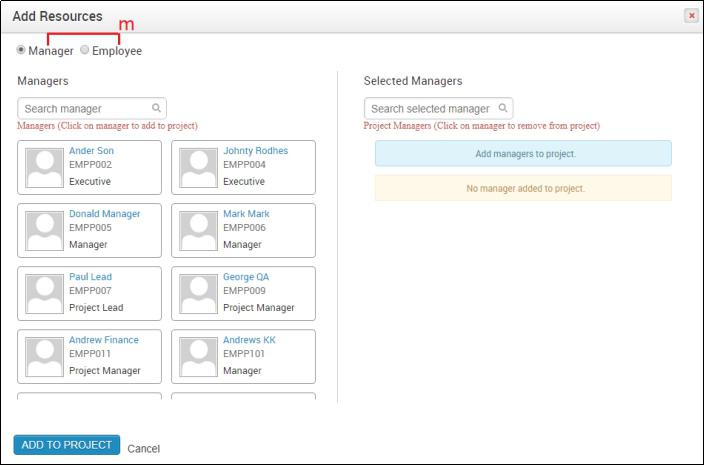 Add Resources
m
Manager Employee
Managers
Search manager
Managers (Click on manager to add to project)
Ander Son
EMPP002
Executive
Johnty Rodhes
EMPP004
Executive
Donald Manager
EMPP005
Manager
Mark Mark
EMPP006
Manager
Paul Lead
EMPP007
Project Lead
George QA
EMPP009
Project Manager
Andrew Finance
EMPP011
Project Manager
Andrews KK
EMPP101
Manager
Selected Managers
Search selected manager
Project Managers (Click on manager to remove from project)
Add managers to project.
No manager added to project.
ADD TO PROJECT
Cancel